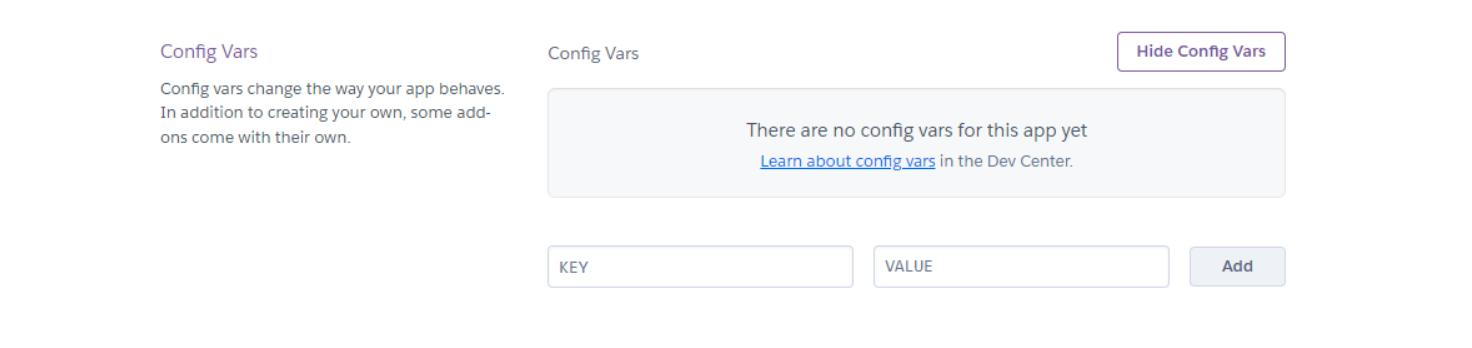 Config Vars
Config vars change the way your app behaves.
In addition to creating your own, some add-
ons come with their own.
Config Vars
Hide Config Vars
There are no config vars for this app yet
Learn about config vars in the Dev Center.
KEY
VALUE
Add